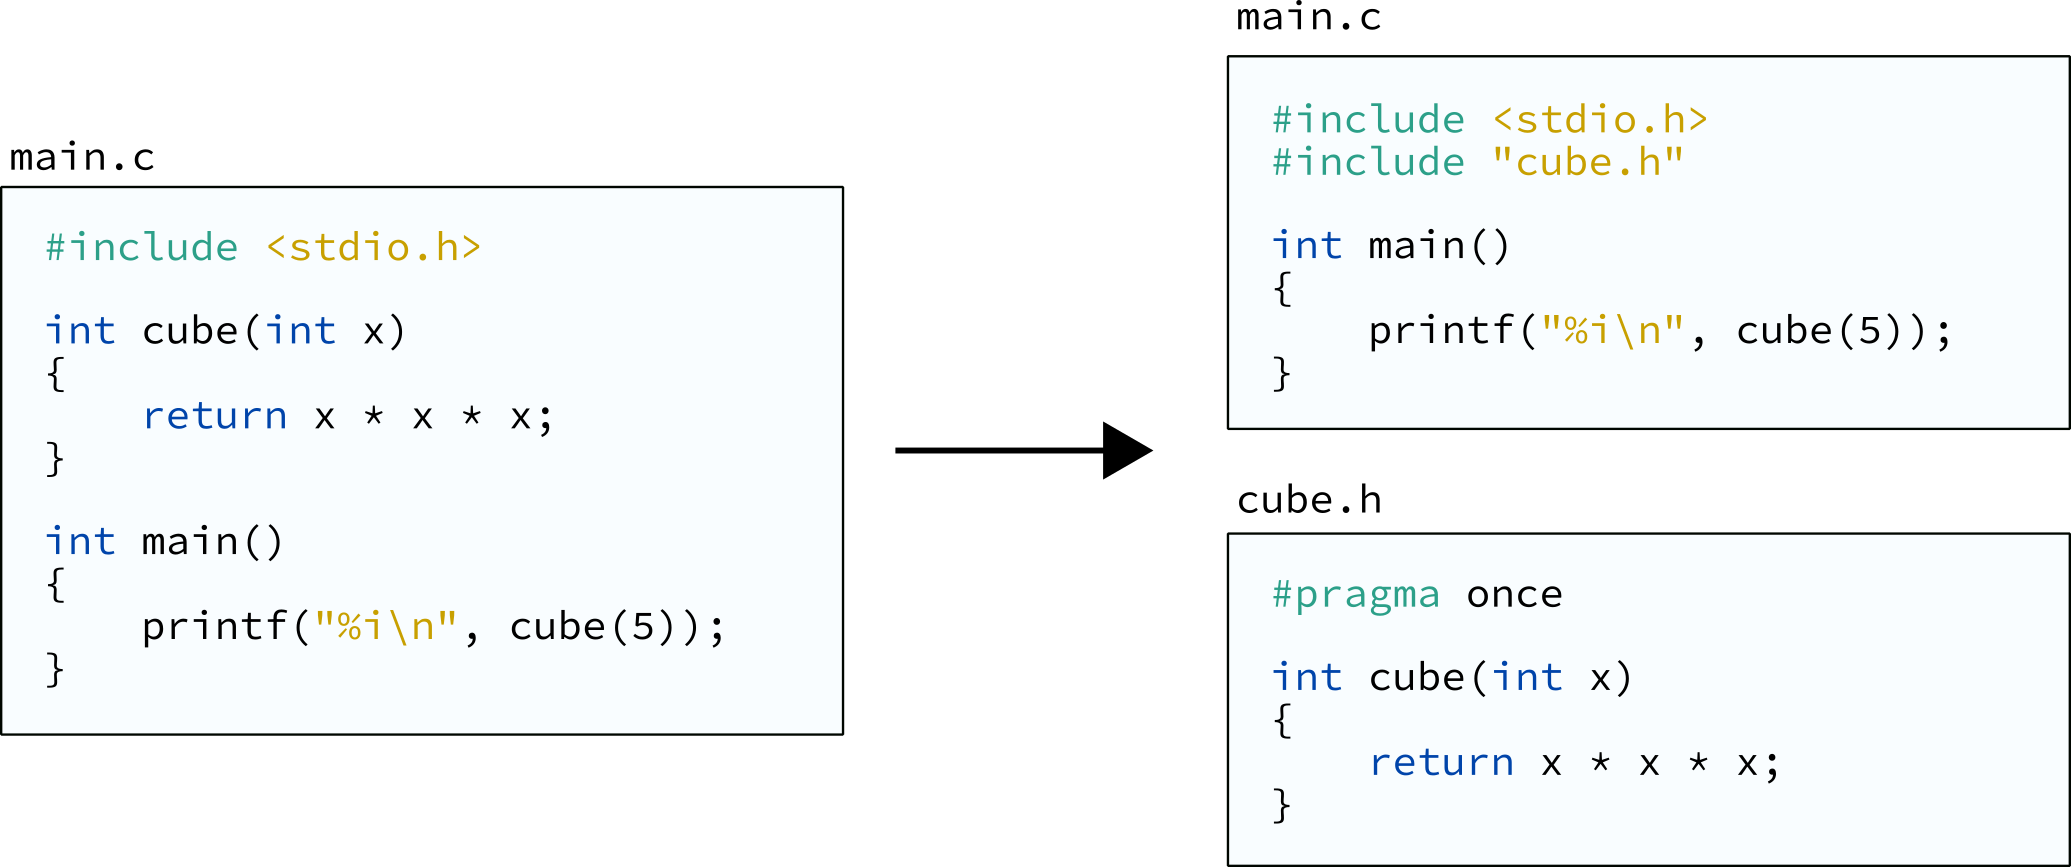 main.c
#include <stdio.h>
int cube(int x)
{
    return x * x * x;
}
int main()
{
    printf("%i\n", cube(5));
}
main.c
#include <stdio.h>
#include "cube.h"
int main()
{
    printf("%i\n", cube(5));
}
cube.h
#pragma once
int cube(int x)
{
    return x * x * x;
}